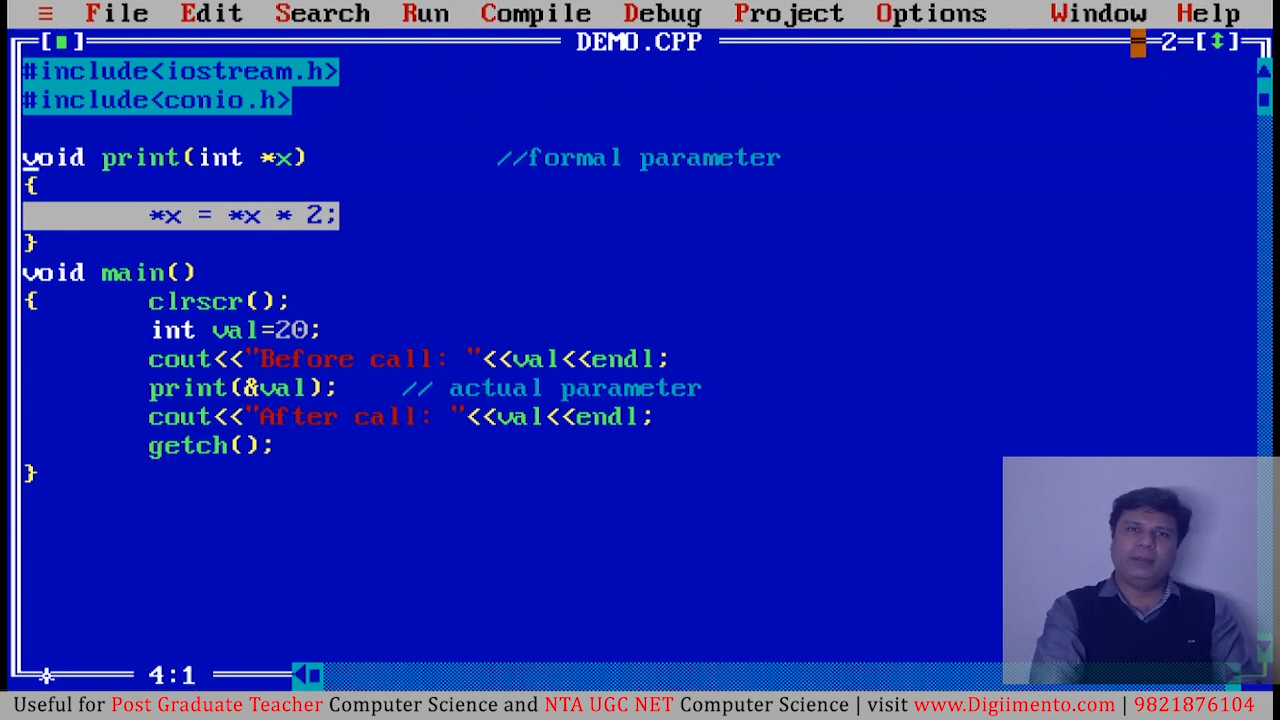 ≡ File Edit Search Run Compile Debug Project Options Window Help
[■] DEMO.CPP 2=[↕]
#include<iostream.h>
#include<conio.h>
void print(int *x) //formal parameter
{
*x = *x * 2;
}
void main()
{ clrscr();
int val=20;
cout<<"Before call: "<<val<<endl;
print(&val); // actual parameter
cout<<"After call: "<<val<<endl;
getch();
}
4:1
Useful for Post Graduate Teacher Computer Science and NTA UGC NET Computer Science | visit www.Digiimento.com | 9821876104